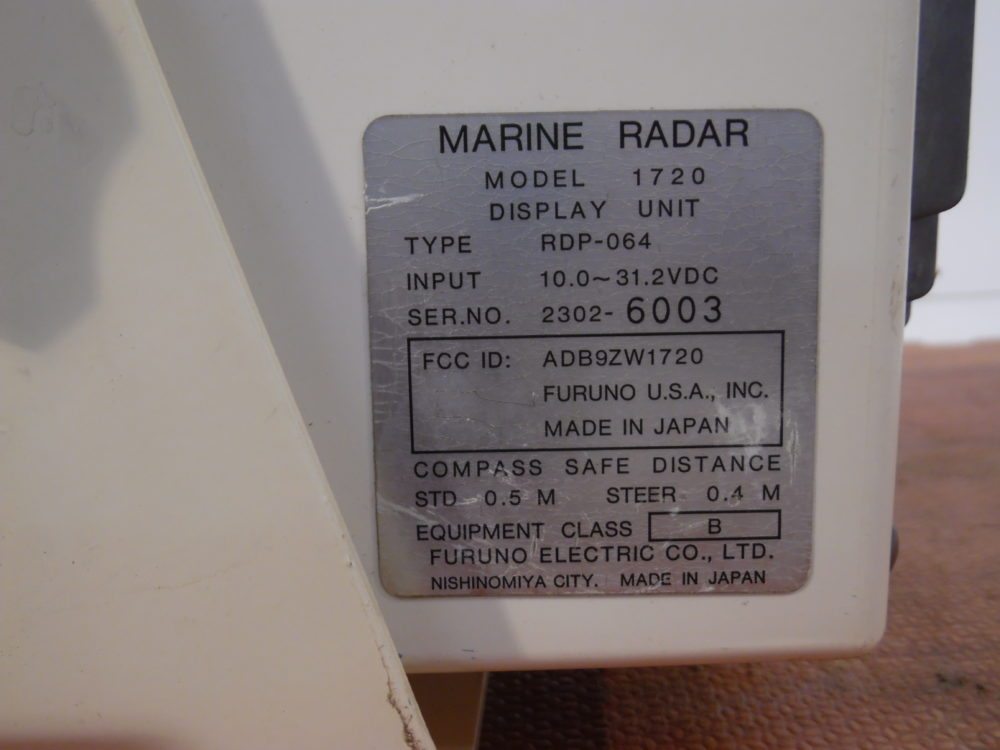 MARINE RADAR
MODEL 1720
DISPLAY UNIT
TYPE RDP-064
INPUT 10.0~31.2VDC
SER.NO. 2302-6003
FCC ID: ADB9ZW1720
FURUNO U.S.A., INC.
MADE IN JAPAN
COMPASS SAFE DISTANCE
STD 0.5 M STEER 0.4 M
EQUIPMENT CLASS B
FURUNO ELECTRIC CO., LTD.
NISHINOMIYA CITY. MADE IN JAPAN